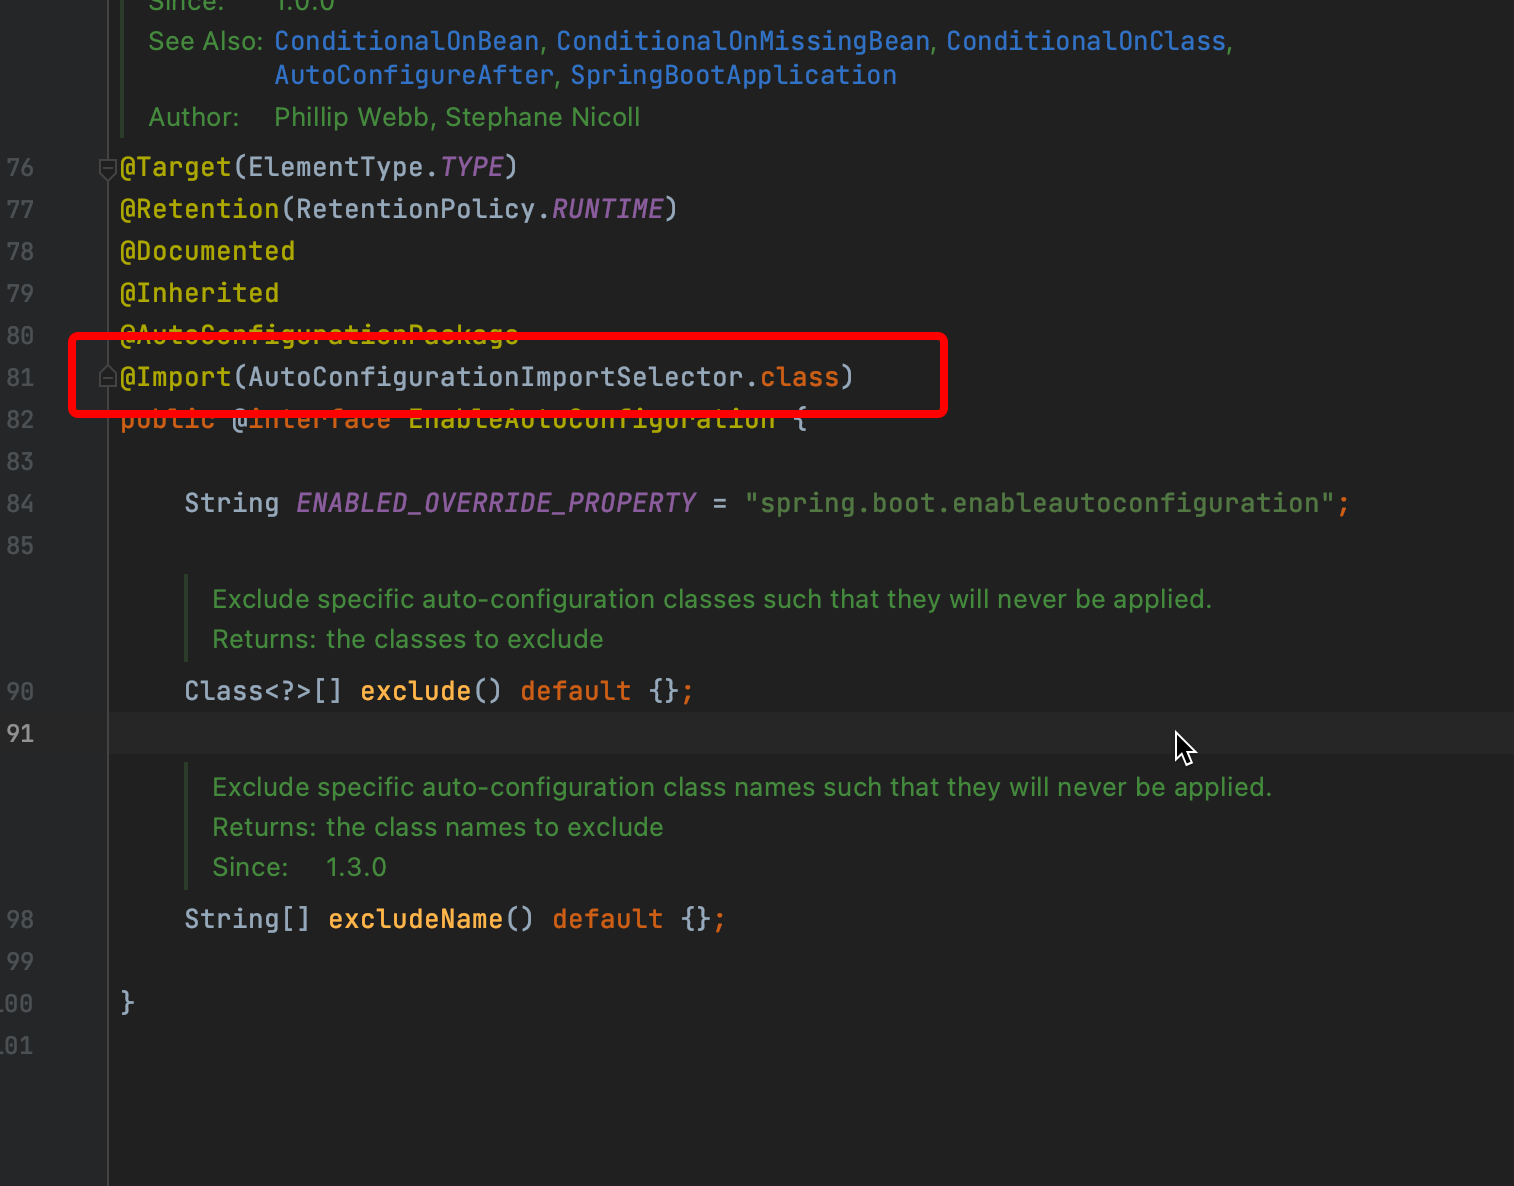 Since: 1.0.0
See Also: ConditionalOnBean, ConditionalOnMissingBean, ConditionalOnClass,
AutoConfigureAfter, SpringBootApplication
Author: Phillip Webb, Stephane Nicoll
76 @Target(ElementType.TYPE)
77 @Retention(RetentionPolicy.RUNTIME)
78 @Documented
79 @Inherited
80 @AutoConfigurationPackage
81 @Import(AutoConfigurationImportSelector.class)
82 public @interface EnableAutoConfiguration {
83
84 String ENABLED_OVERRIDE_PROPERTY = "spring.boot.enableautoconfiguration";
85
Exclude specific auto-configuration classes such that they will never be applied.
Returns: the classes to exclude
90 Class<?>[] exclude() default {};
91
Exclude specific auto-configuration class names such that they will never be applied.
Returns: the class names to exclude
Since: 1.3.0
98 String[] excludeName() default {};
99
100 }
101